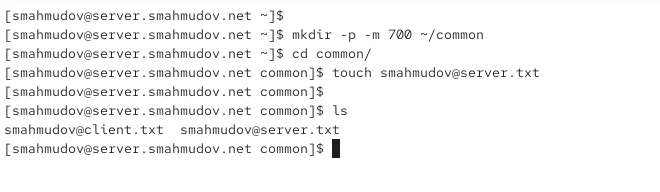 [smahmudov@server.smahmudov.net ~]$
[smahmudov@server.smahmudov.net ~]$ mkdir -p -m 700 ~/common
[smahmudov@server.smahmudov.net ~]$ cd common/
[smahmudov@server.smahmudov.net common]$ touch smahmudov@server.txt
[smahmudov@server.smahmudov.net common]$
[smahmudov@server.smahmudov.net common]$ ls
smahmudov@client.txt  smahmudov@server.txt
[smahmudov@server.smahmudov.net common]$